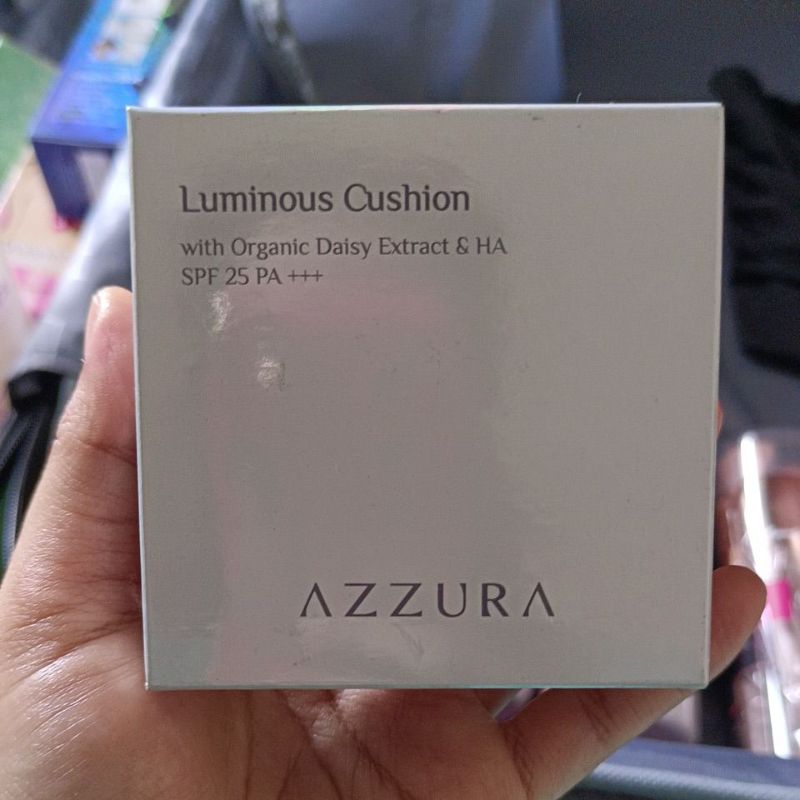 Luminous Cushion
with Organic Daisy Extract & HA
SPF 25 PA +++
AZZURA